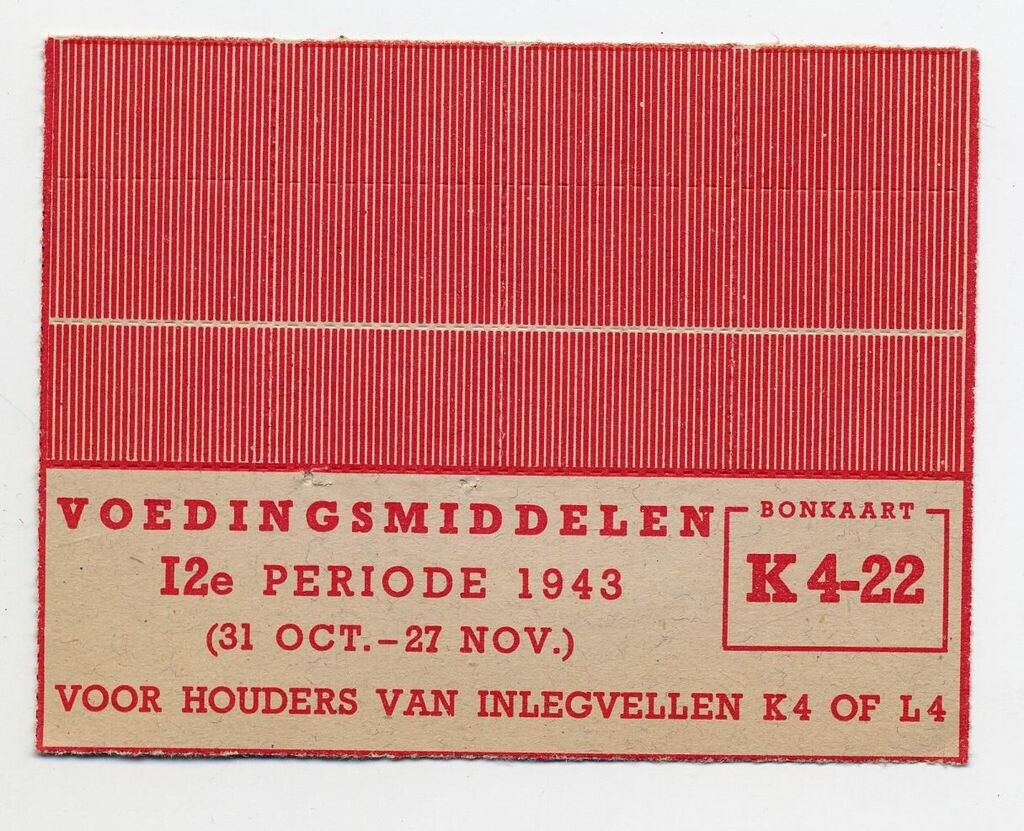 VOEDINGSMIDDELEN
12e PERIODE 1943
(31 OCT.-27 NOV.)
VOOR HOUDERS VAN INLEGVELLEN K4 OF L4
BONKAART
K 4-22